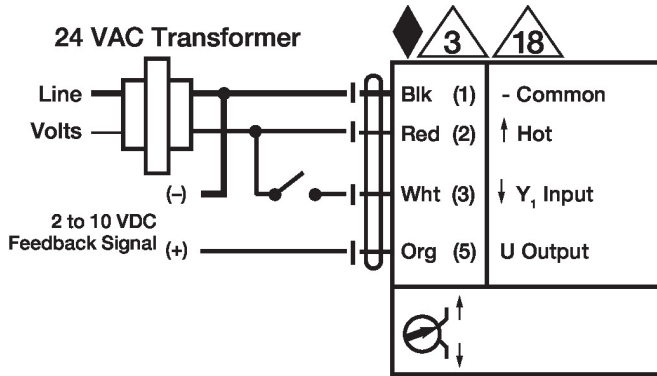 24 VAC Transformer
3
18
Line
Volts
Blk (1) - Common
Red (2) Hot
(–)
Wht (3) Y1 Input
2 to 10 VDC
Feedback Signal (+)
Org (5) U Output